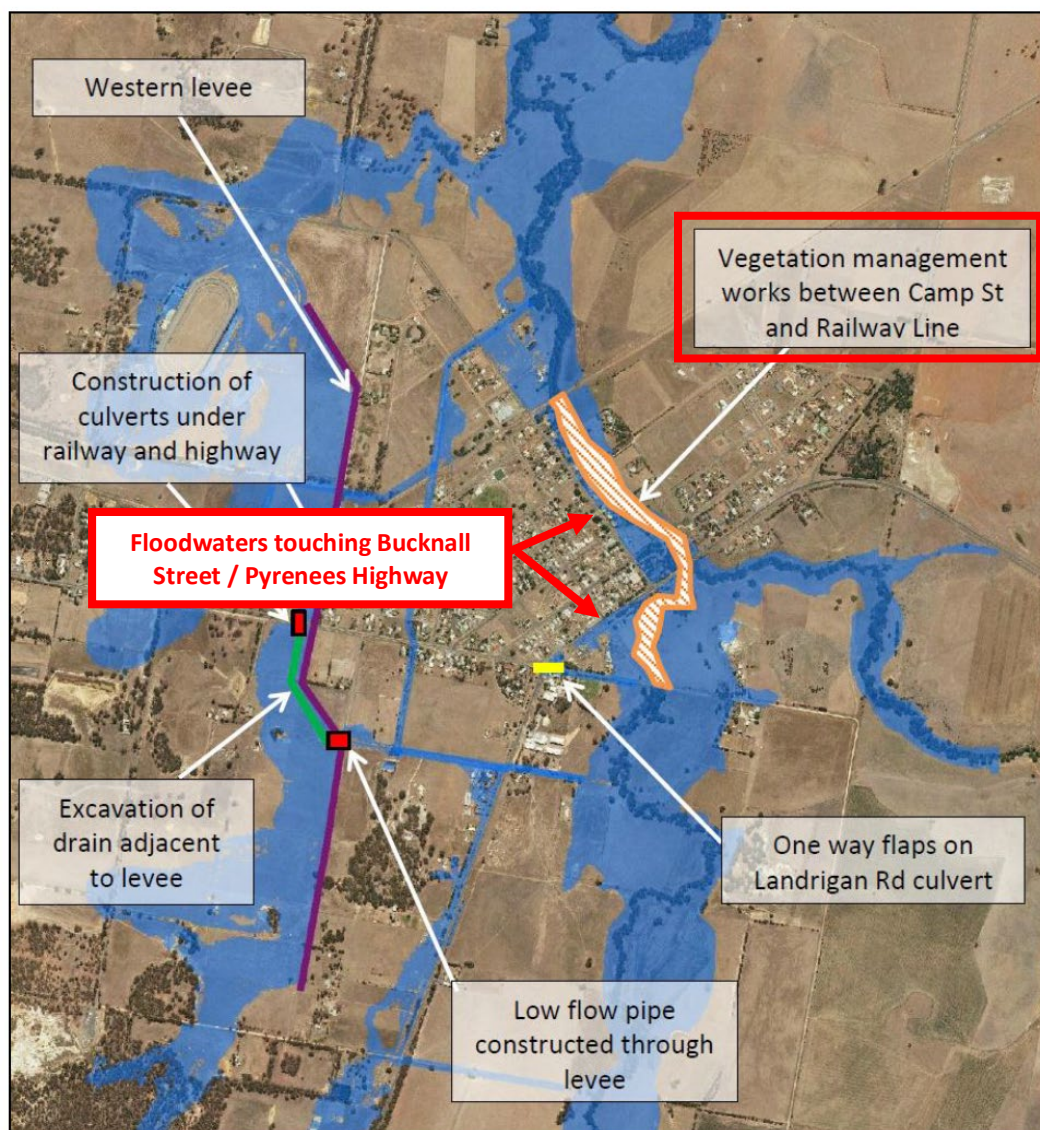 Western levee
Vegetation management
works between Camp St
and Railway Line
Construction of
culverts under
railway and highway
Floodwaters touching Bucknall
Street / Pyrenees Highway
Excavation of
drain adjacent
to levee
One way flaps on
Landrigan Rd culvert
Low flow pipe
constructed through
levee